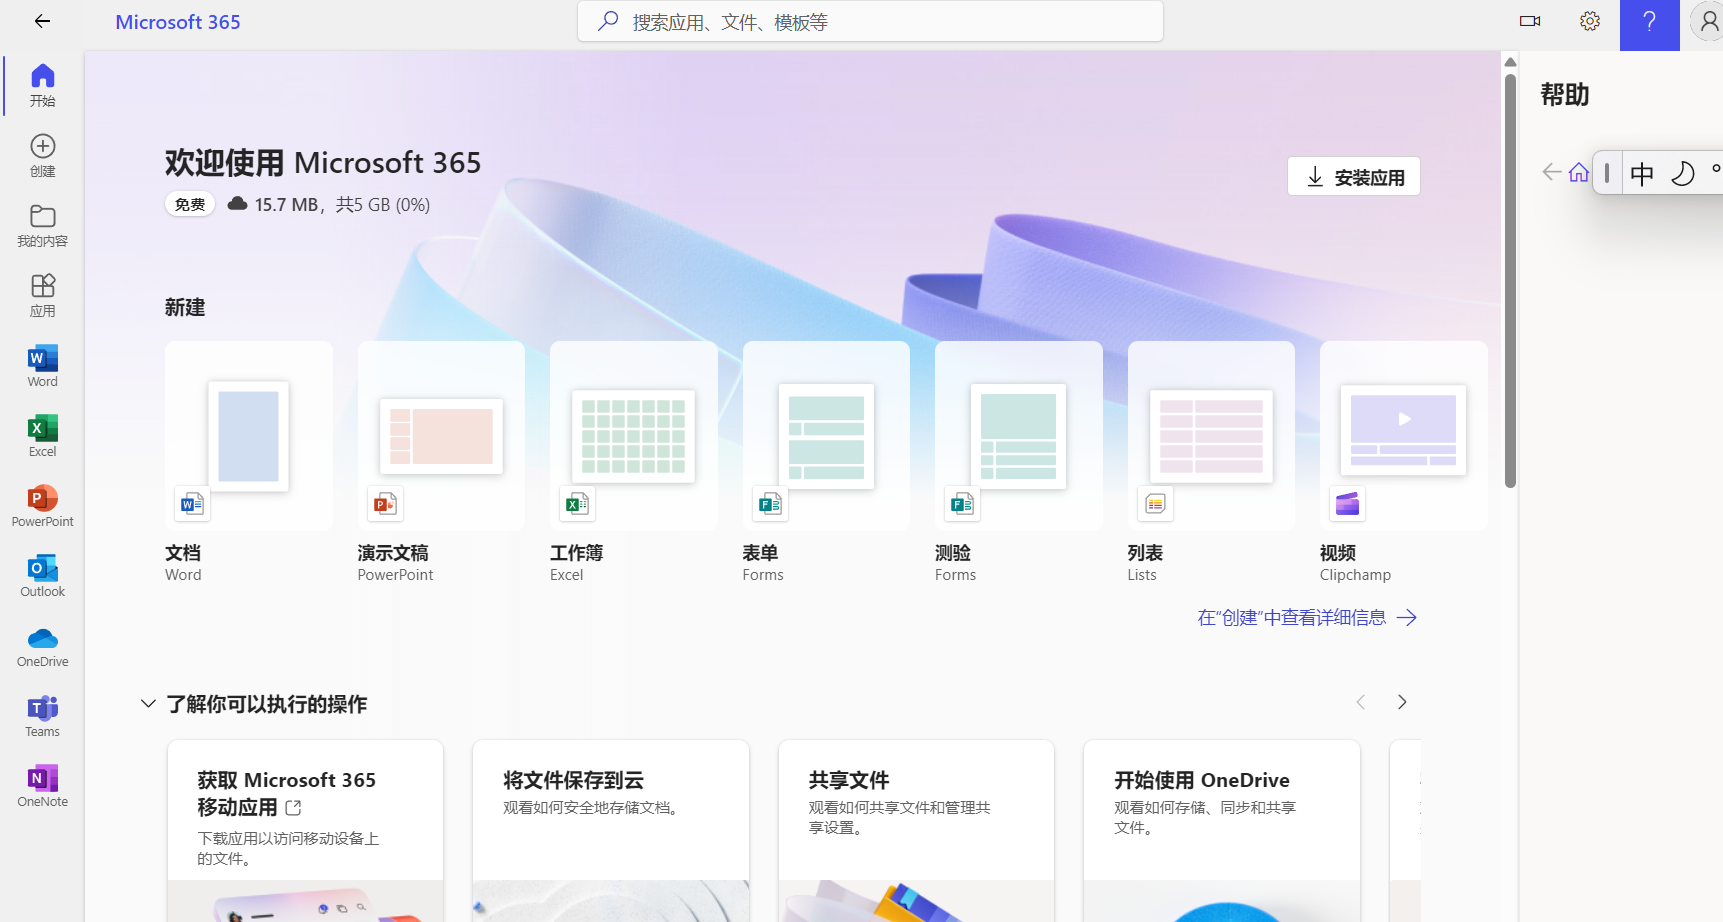 Microsoft 365
搜索应用、文件、模板等
开始
创建
我的内容
应用
Word
Excel
PowerPoint
Outlook
OneDrive
Teams
OneNote
欢迎使用 Microsoft 365
免费 15.7 MB，共5 GB (0%)
安装应用
新建
文档
Word
演示文稿
PowerPoint
工作簿
Excel
表单
Forms
测验
Forms
列表
Lists
视频
Clipchamp
在“创建”中查看详细信息
了解你可以执行的操作
获取 Microsoft 365
移动应用
下载应用以访问移动设备上
的文件。
将文件保存到云
观看如何安全地存储文档。
共享文件
观看如何共享文件和管理共
享设置。
开始使用 OneDrive
观看如何存储、同步和共享
文件。
帮助
中